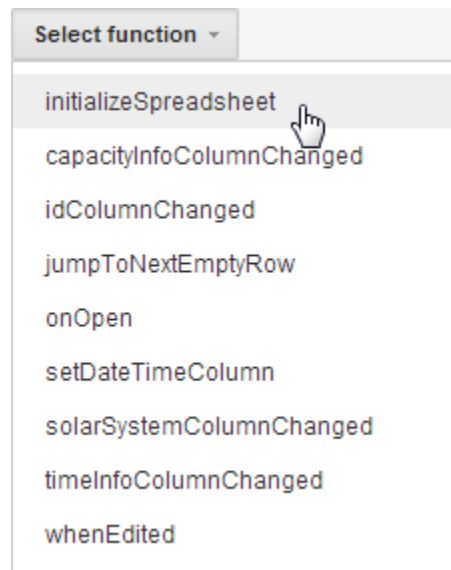 Select function
initializeSpreadsheet
capacityInfoColumnChanged
idColumnChanged
jumpToNextEmptyRow
onOpen
setDateTimeColumn
solarSystemColumnChanged
timeInfoColumnChanged
whenEdited